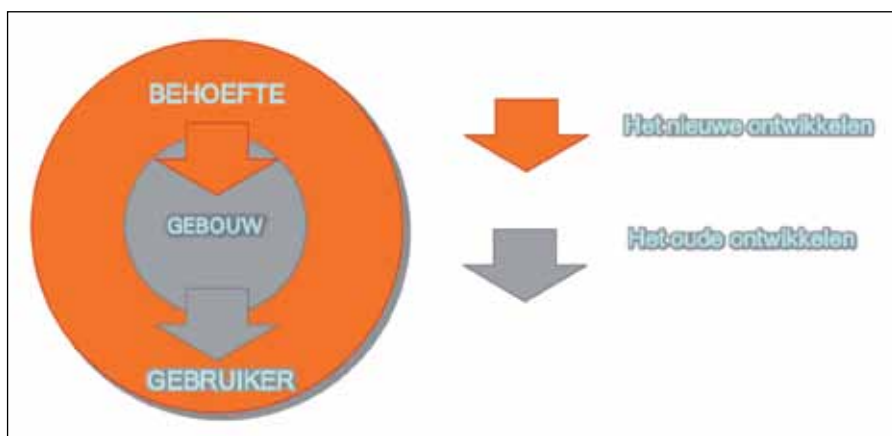 BEHOEFTE
GEBOUW
GEBRUIKER
Het nieuwe ontwikkelen
Het oude ontwikkelen